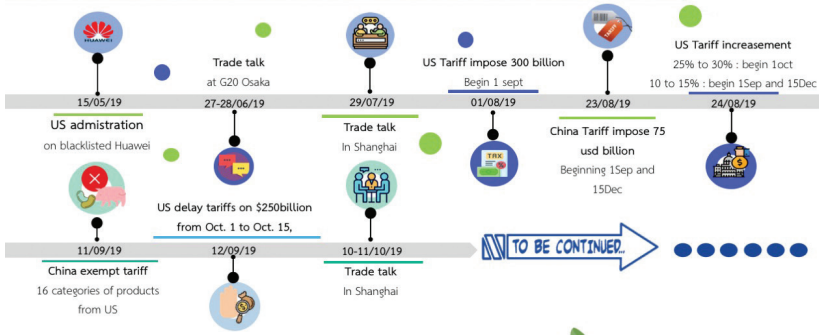 HUAWEI
15/05/19
US admistration
on blacklisted Huawei
Trade talk
at G20 Osaka
27-28/06/19
29/07/19
Trade talk
In Shanghai
US Tariff impose 300 billion
Begin 1 sept
01/08/19
TAX
TARIFF
23/08/19
China Tariff impose 75
usd billion
Beginning 1Sep and
15Dec
US Tariff increasement
25% to 30% : begin 1oct
10 to 15% : begin 1Sep and 15Dec
24/08/19
11/09/19
China exempt tariff
16 categories of products
from US
US delay tariffs on $250billion
from Oct. 1 to Oct. 15,
12/09/19
10-11/10/19
Trade talk
In Shanghai
TO BE CONTINUED...